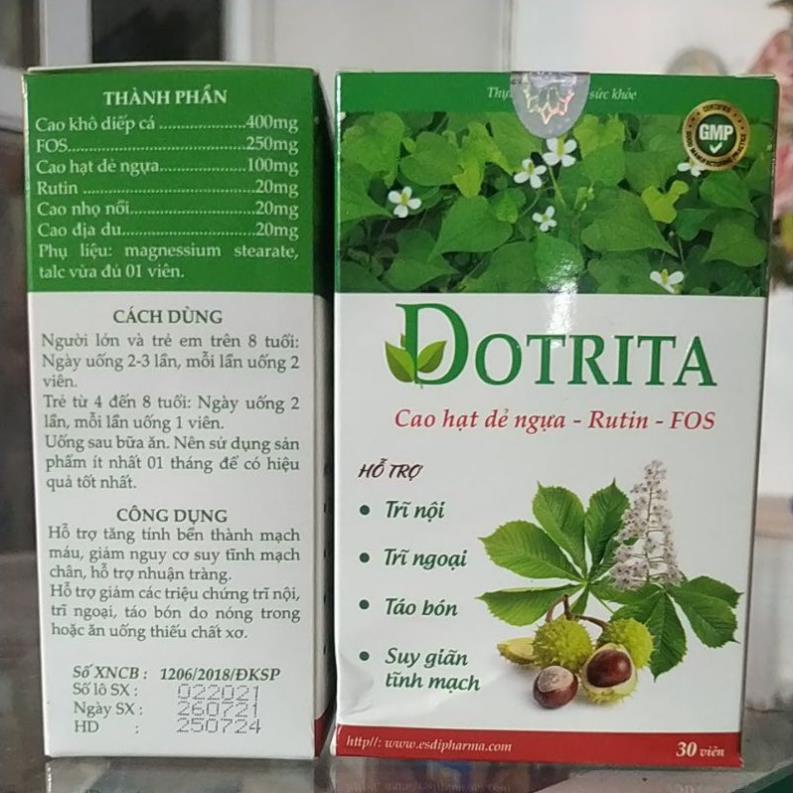 THÀNH PHẦN
Cao khô diếp cá ...............400mg
FOS................................250mg
Cao hạt dẻ ngựa...............100mg
Rutin ..............................20mg
Cao nhọ nồi.....................20mg
Cao địa du.......................20mg
Phụ liệu: magnessium stearate,
talc vừa đủ 01 viên.
CÁCH DÙNG
Người lớn và trẻ em trên 8 tuổi:
Ngày uống 2-3 lần, mỗi lần uống 2
viên.
Trẻ từ 4 đến 8 tuổi: Ngày uống 2
lần, mỗi lần uống 1 viên.
Uống sau bữa ăn. Nên sử dụng sản
phẩm ít nhất 01 tháng để có hiệu
quả tốt nhất.
CÔNG DỤNG
Hỗ trợ tăng tính bền thành mạch
máu, giảm nguy cơ suy tĩnh mạch
chân, hỗ trợ nhuận tràng.
Hỗ trợ giảm các triệu chứng trĩ nội,
trĩ ngoại, táo bón do nóng trong
hoặc ăn uống thiếu chất xơ.
Số XNCB : 1206/2018/ĐKSP
Số lô SX : 022021
Ngày SX : 260721
HD : 250724
sức khỏe
CERTIFIED
GMP
GOOD MANUFACTURING PRACTICE
DOTRITA
Cao hạt dẻ ngựa - Rutin - FOS
HỖ TRỢ
• Trĩ nội
• Trĩ ngoại
• Táo bón
• Suy giãn
tĩnh mạch
http//: www.esdipharma.com
30 viên